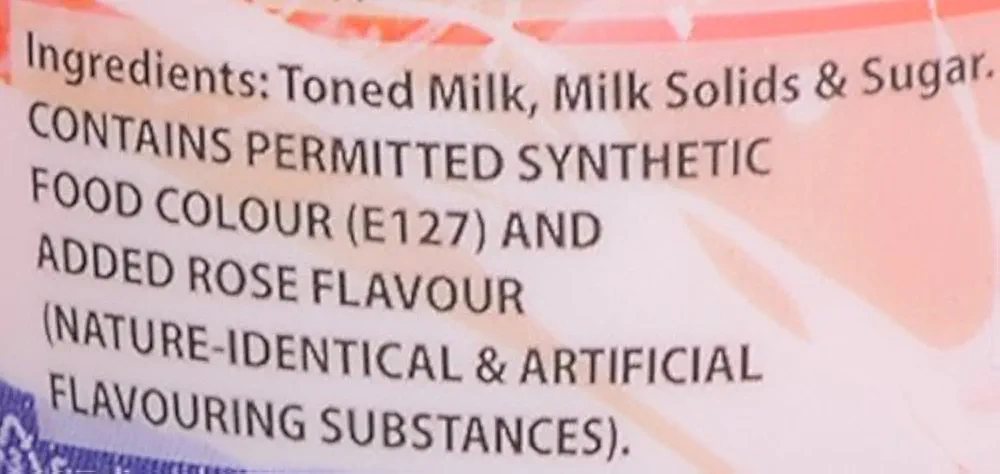 Ingredients: Toned Milk, Milk Solids & Sugar.
CONTAINS PERMITTED SYNTHETIC
FOOD COLOUR (E127) AND
ADDED ROSE FLAVOUR
(NATURE-IDENTICAL & ARTIFICIAL
FLAVOURING SUBSTANCES).